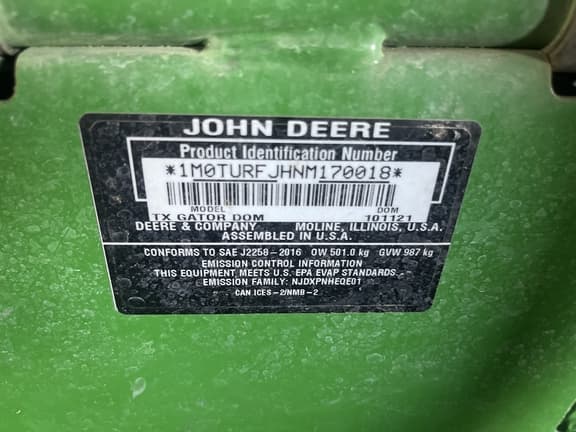 JOHN DEERE
Product Identification Number
*1M0TURFJHNM170018*
MODEL DOM
TX GATOR DOM 101121
DEERE & COMPANY MOLINE, ILLINOIS, U.S.A.
ASSEMBLED IN U.S.A.
CONFORMS TO SAE J2258-2016 OW 501.0 kg GVW 987 kg
EMISSION CONTROL INFORMATION
THIS EQUIPMENT MEETS U.S. EPA EVAP STANDARDS.
EMISSION FAMILY: NJDXPNHEQE01
CAN ICES-2/NMB-2